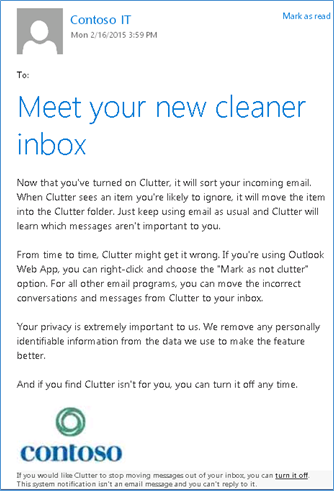 Contoso IT
Mark as read
Mon 2/16/2015 3:59 PM
To:
Meet your new cleaner
inbox
Now that you've turned on Clutter, it will sort your incoming email.
When Clutter sees an item you're likely to ignore, it will move the item
into the Clutter folder. Just keep using email as usual and Clutter will
learn which messages aren't important to you.
From time to time, Clutter might get it wrong. If you're using Outlook
Web App, you can right-click and choose the "Mark as not clutter"
option. For all other email programs, you can move the incorrect
conversations and messages from Clutter to your inbox.
Your privacy is extremely important to us. We remove any personally
identifiable information from the data we use to make the feature
better.
And if you find Clutter isn't for you, you can turn it off any time.
contoso
If you would like Clutter to stop moving messages out of your inbox, you can turn it off.
This system notification isn't an email message and you can't reply to it.